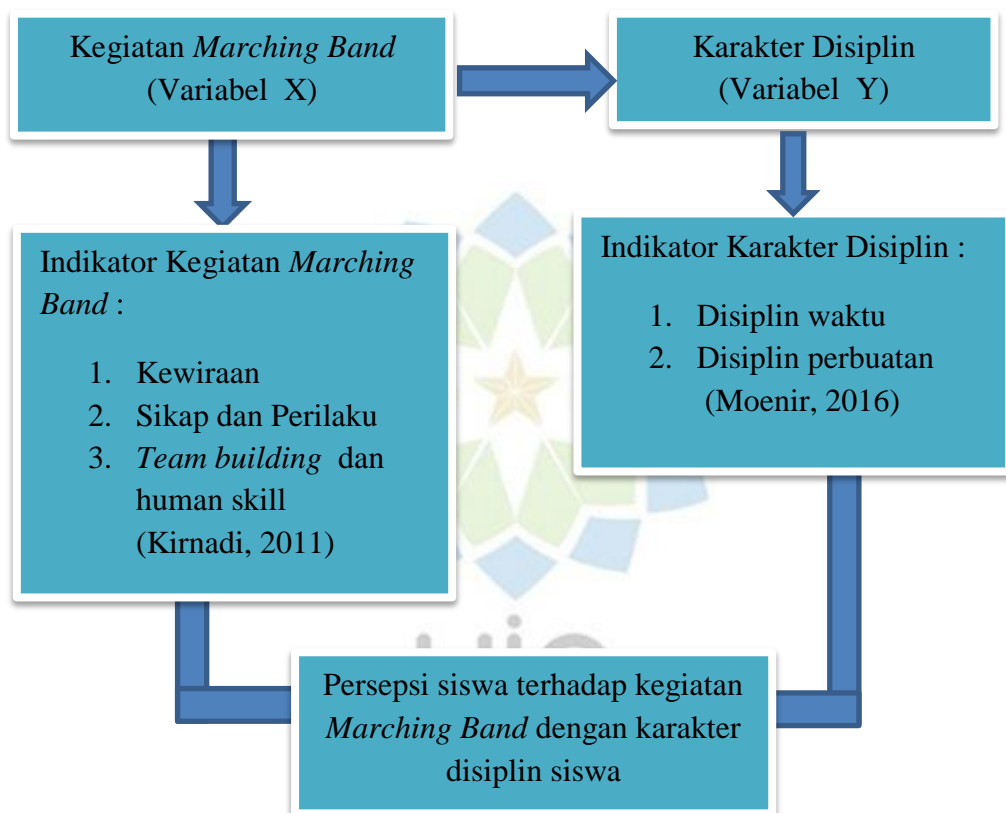 Kegiatan Marching Band
(Variabel X)
Karakter Disiplin
(Variabel Y)
Indikator Kegiatan Marching
Band :
1. Kewiraan
2. Sikap dan Perilaku
3. Team building dan
human skill
(Kirnadi, 2011)
Indikator Karakter Disiplin :
1. Disiplin waktu
2. Disiplin perbuatan
(Moenir, 2016)
Persepsi siswa terhadap kegiatan
Marching Band dengan karakter
disiplin siswa